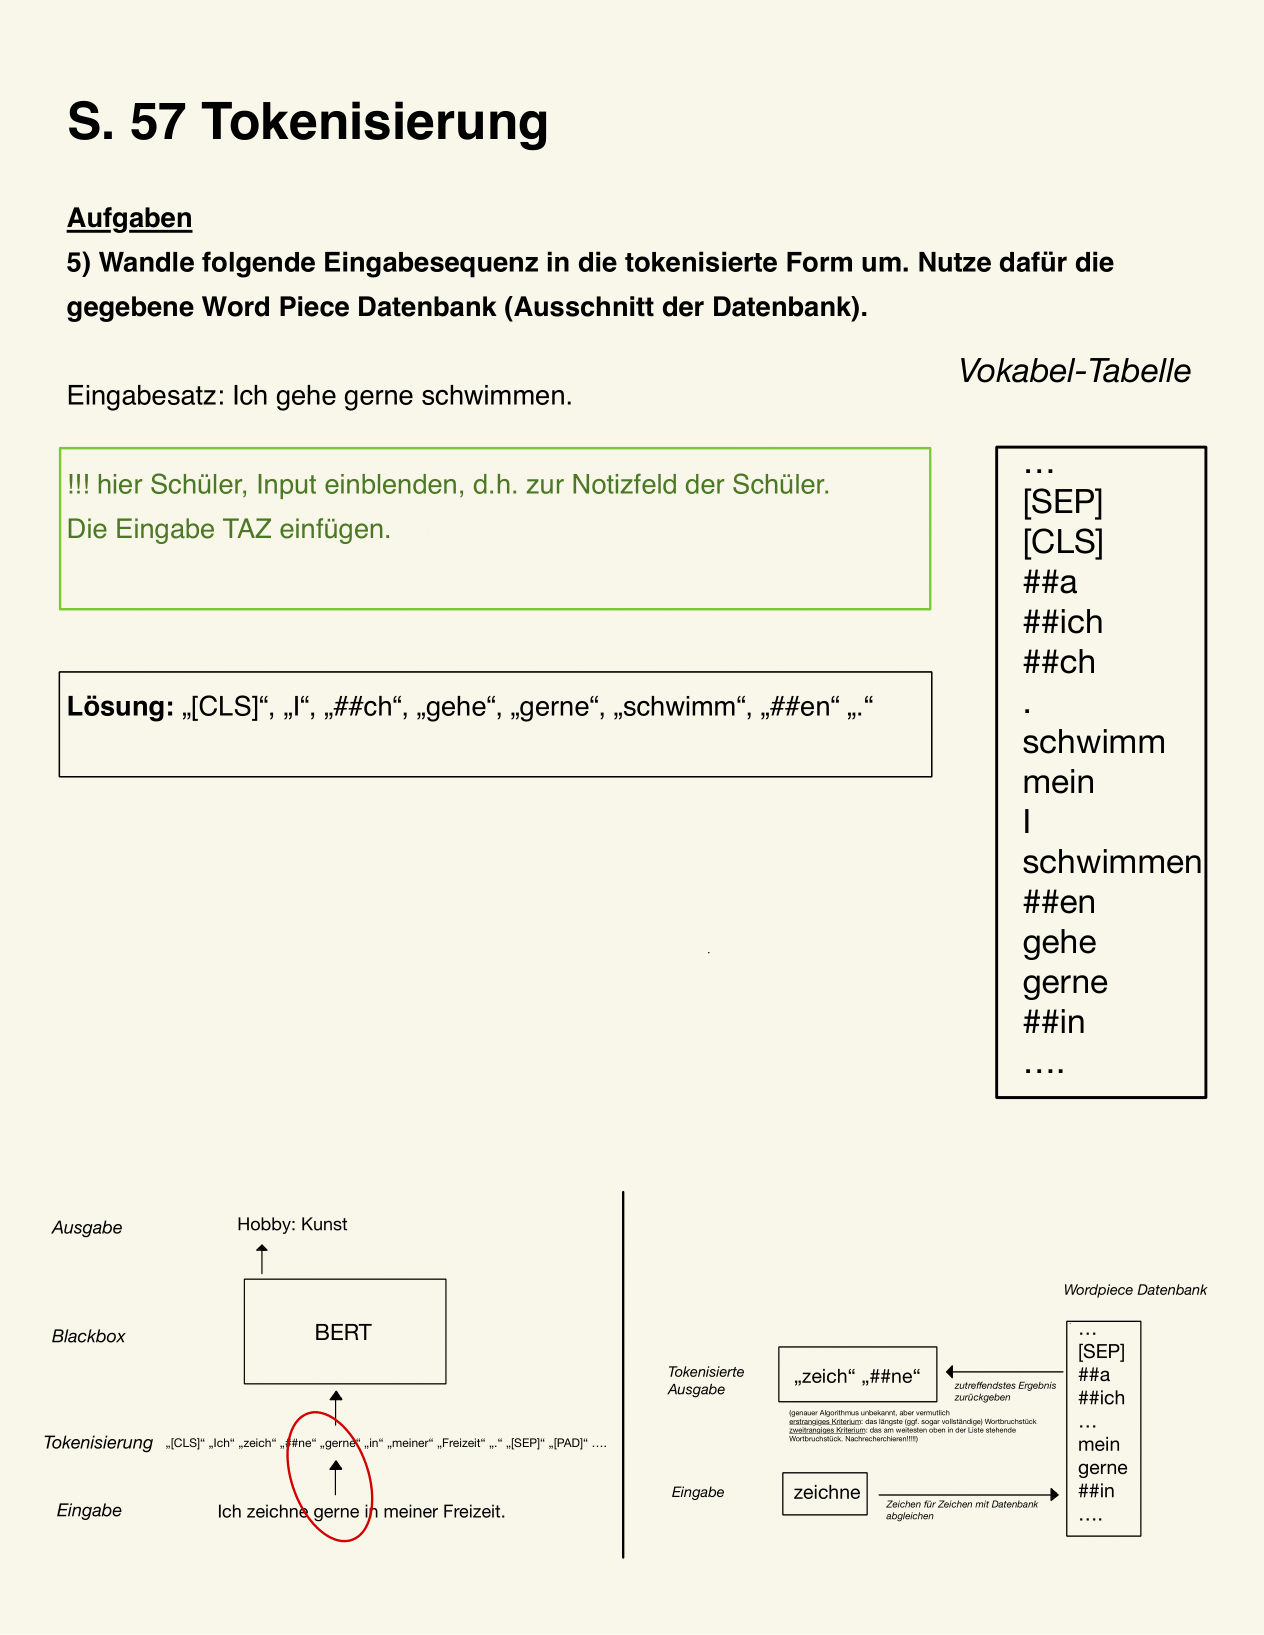 S. 57 Tokenisierung
Aufgaben
5) Wandle folgende Eingabesequenz in die tokenisierte Form um. Nutze dafür die
gegebene Word Piece Datenbank (Ausschnitt der Datenbank).
Eingabesatz: Ich gehe gerne schwimmen.
!!! hier Schüler, Input einblenden, d.h. zur Notizfeld der Schüler.
Die Eingabe TAZ einfügen.
Lösung: „[CLS]“, „I“, „##ch“, „gehe“, „gerne“, „schwimm“, „##en“ „.“
Vokabel-Tabelle
...
[SEP]
[CLS]
##a
##ich
##ch
.
schwimm
mein
I
schwimmen
##en
gehe
gerne
##in
....
Ausgabe
Hobby: Kunst
Blackbox
BERT
Tokenisierung
„[CLS]“ „Ich“ „zeich“ „##ne“ „gerne“ „in“ „meiner“ „Freizeit“ „.“ „[SEP]“ „[PAD]“ ....
Eingabe
Ich zeichne gerne in meiner Freizeit.
Wordpiece Datenbank
...
[SEP]
##a
##ich
...
mein
gerne
##in
....
Tokenisierte
Ausgabe
„zeich“ „##ne“
zutreffendstes Ergebnis
zurückgeben
(genauer Algorithmus unbekannt, aber vermutlich
erstrangiges Kriterium: das längste (ggf. sogar vollständige) Wortbruchstück
zweitrangiges Kriterium: das am weitesten oben in der Liste stehende
Wortbruchstück. Nachrecherchieren!!!!!)
Eingabe
zeichne
Zeichen für Zeichen mit Datenbank
abgleichen